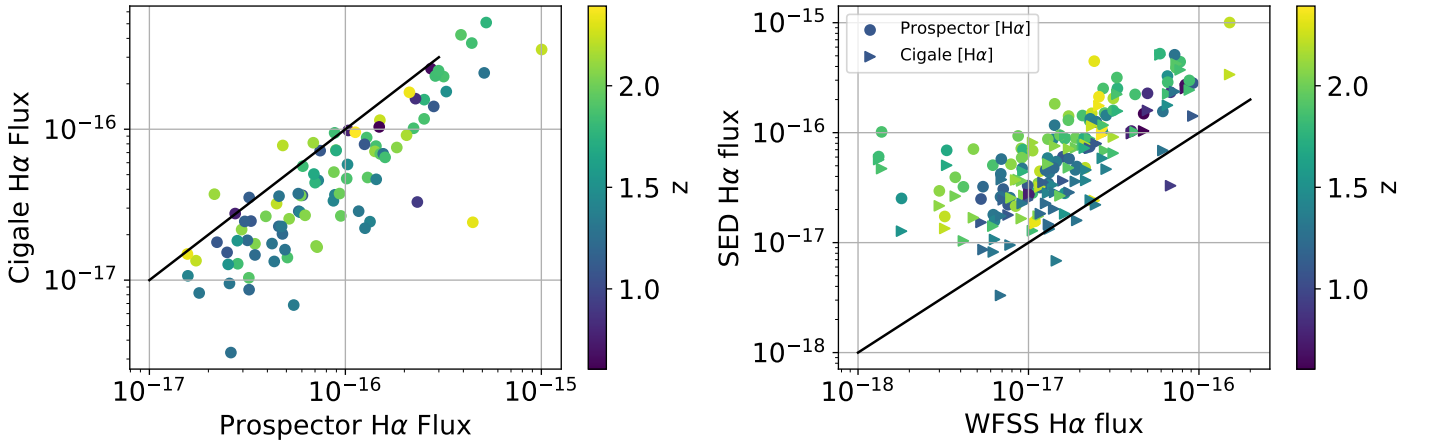 Cigale Hα Flux
10⁻¹⁶
10⁻¹⁷
10⁻¹⁷ 10⁻¹⁶ 10⁻¹⁵
Prospector Hα Flux
2.0
1.5
1.0
z
SED Hα flux
10⁻¹⁵
10⁻¹⁶
10⁻¹⁷
10⁻¹⁸
Prospector [Hα]
Cigale [Hα]
10⁻¹⁸ 10⁻¹⁷ 10⁻¹⁶
WFSS Hα flux
2.0
1.5
1.0
z